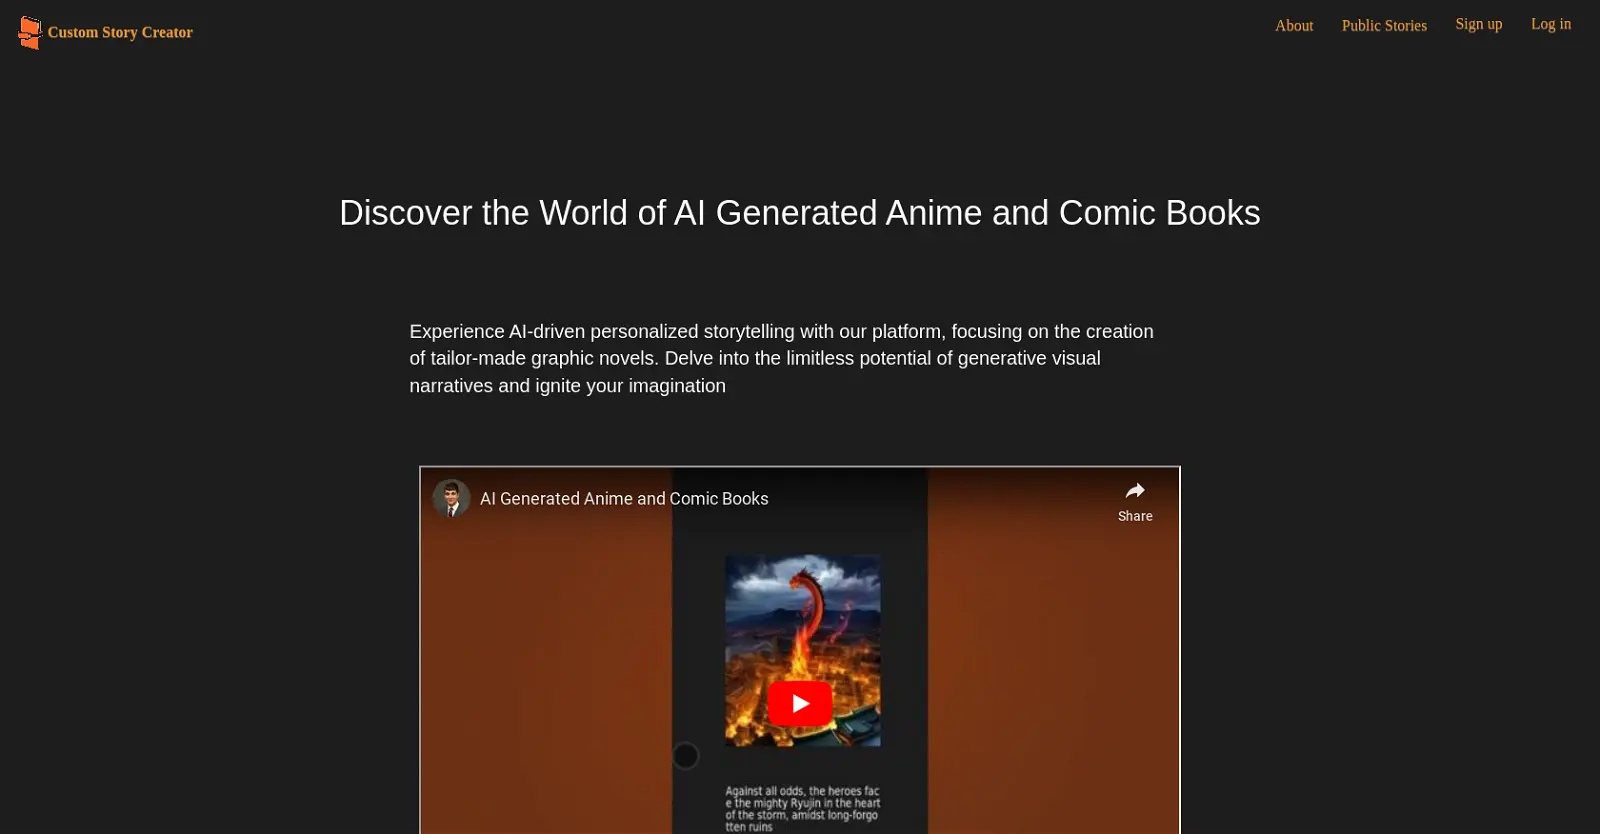 Custom Story Creator
About
Public Stories
Sign up
Log in
Discover the World of AI Generated Anime and Comic Books
Experience AI-driven personalized storytelling with our platform, focusing on the creation
of tailor-made graphic novels. Delve into the limitless potential of generative visual
narratives and ignite your imagination
AI Generated Anime and Comic Books
Share
Against all odds, the heroes fac
e the mighty Ryujin in the heart
of the storm, amidst long-forgo
tten ruins